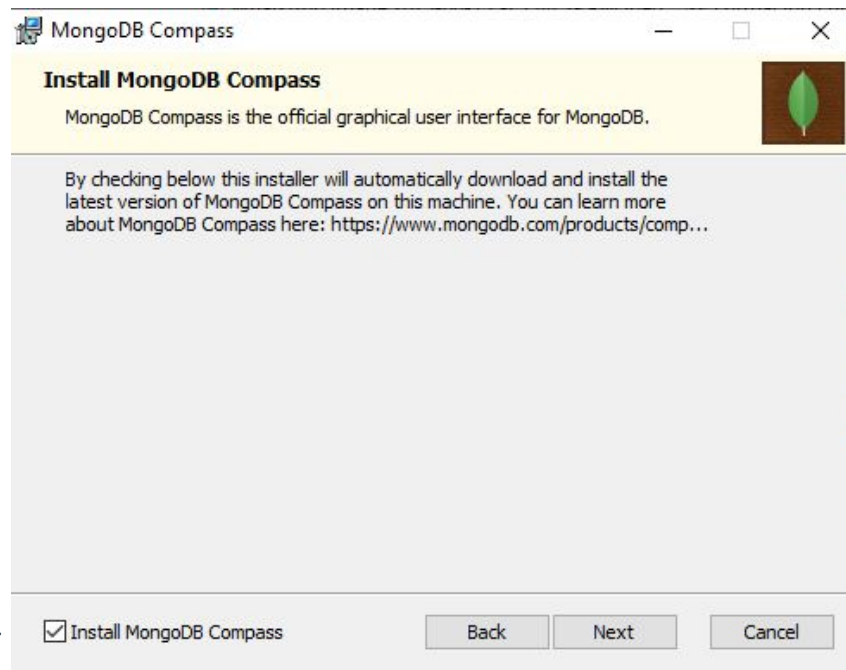 MongoDB Compass
Install MongoDB Compass
MongoDB Compass is the official graphical user interface for MongoDB.
By checking below this installer will automatically download and install the
latest version of MongoDB Compass on this machine. You can learn more
about MongoDB Compass here: https://www.mongodb.com/products/comp...
Install MongoDB Compass
Back
Next
Cancel